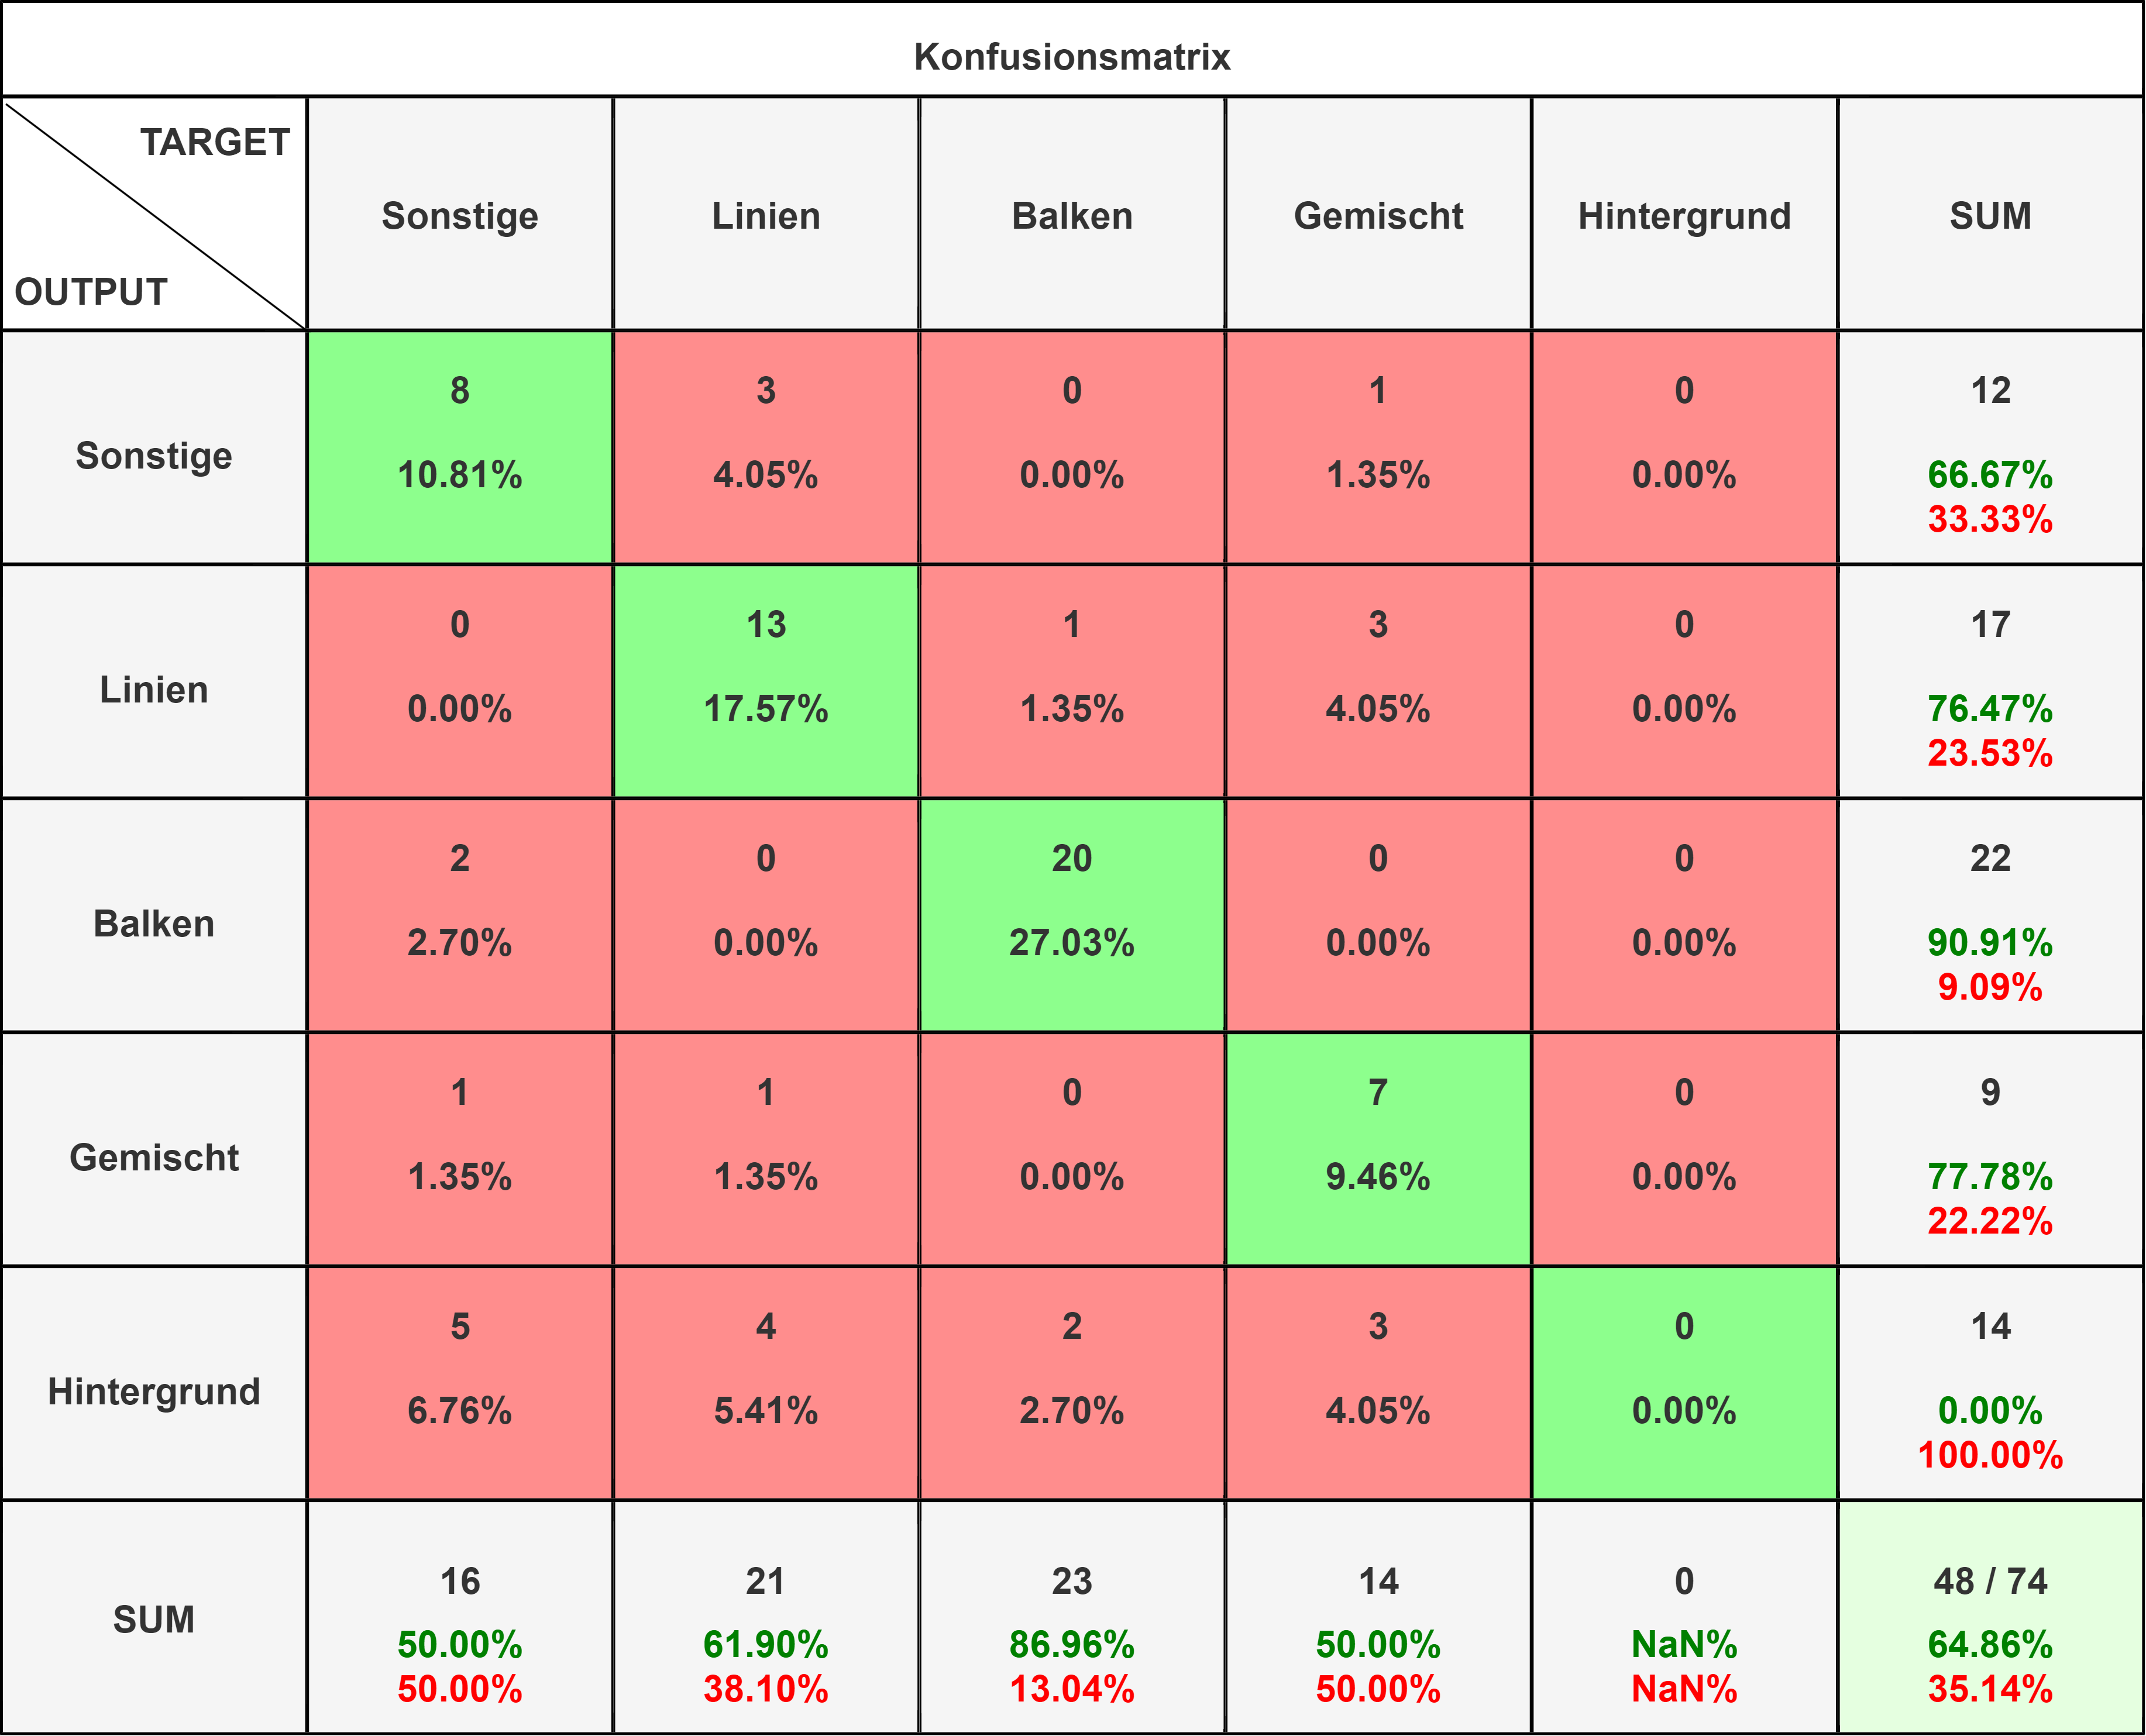 Konfusionsmatrix
TARGET
OUTPUT
Sonstige Linien Balken Gemischt Hintergrund SUM
Sonstige
8 3 0 1 0 12
10.81% 4.05% 0.00% 1.35% 0.00% 66.67%
33.33%
Linien
0 13 1 3 0 17
0.00% 17.57% 1.35% 4.05% 0.00% 76.47%
23.53%
Balken
2 0 20 0 0 22
2.70% 0.00% 27.03% 0.00% 0.00% 90.91%
9.09%
Gemischt
1 1 0 7 0 9
1.35% 1.35% 0.00% 9.46% 0.00% 77.78%
22.22%
Hintergrund
5 4 2 3 0 14
6.76% 5.41% 2.70% 4.05% 0.00% 0.00%
100.00%
SUM
16 21 23 14 0 48 / 74
50.00% 61.90% 86.96% 50.00% NaN% 64.86%
50.00% 38.10% 13.04% 50.00% NaN% 35.14%